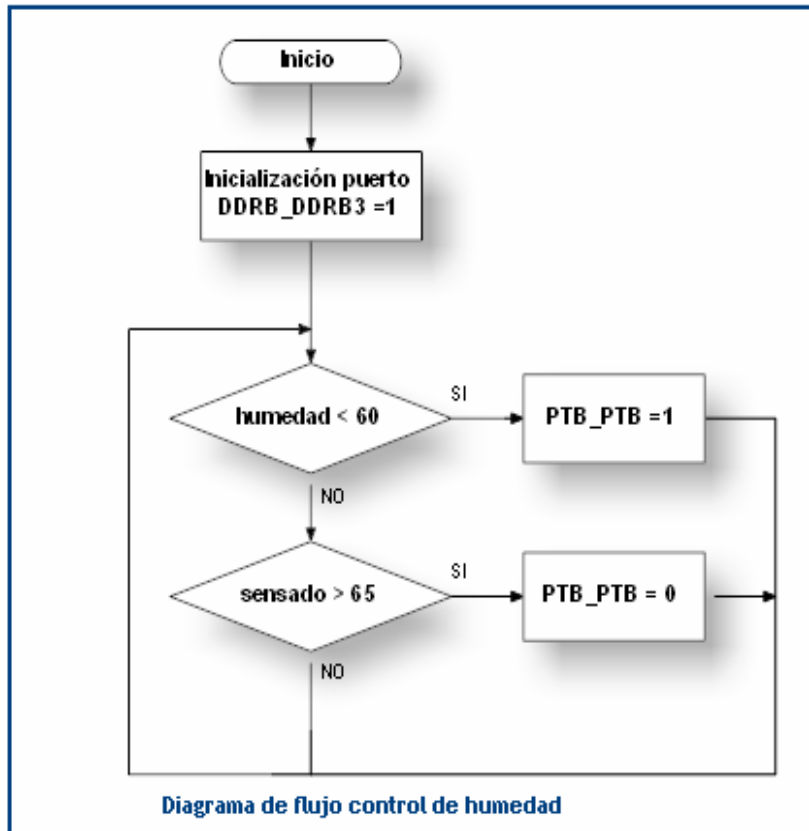 Inicio
Inicialización puerto
DDRB_DDRB3 =1
humedad < 60
SI
PTB_PTB =1
NO
sensado > 65
SI
PTB_PTB = 0
NO
Diagrama de flujo control de humedad